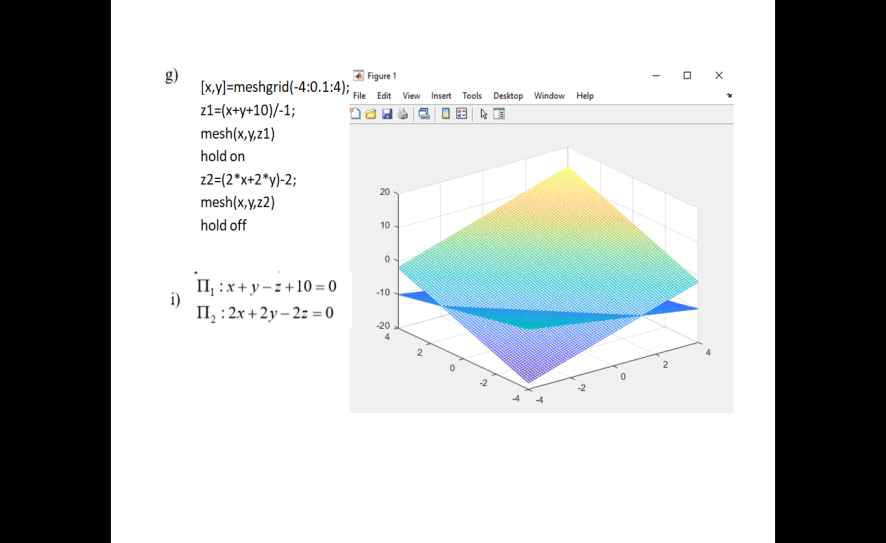 g)
[x,y]=meshgrid(-4:0.1:4);
z1=(x+y+10)/-1;
mesh(x,y,z1)
hold on
z2=(2*x+2*y)-2;
mesh(x,y,z2)
hold off
i)
Π₁ : x + y – z + 10 = 0
Π₂ : 2x + 2y – 2z = 0
Figure 1
File Edit View Insert Tools Desktop Window Help
20
10
0
-10
-20
4
2
0
-2
-4
-4
-2
0
2
4